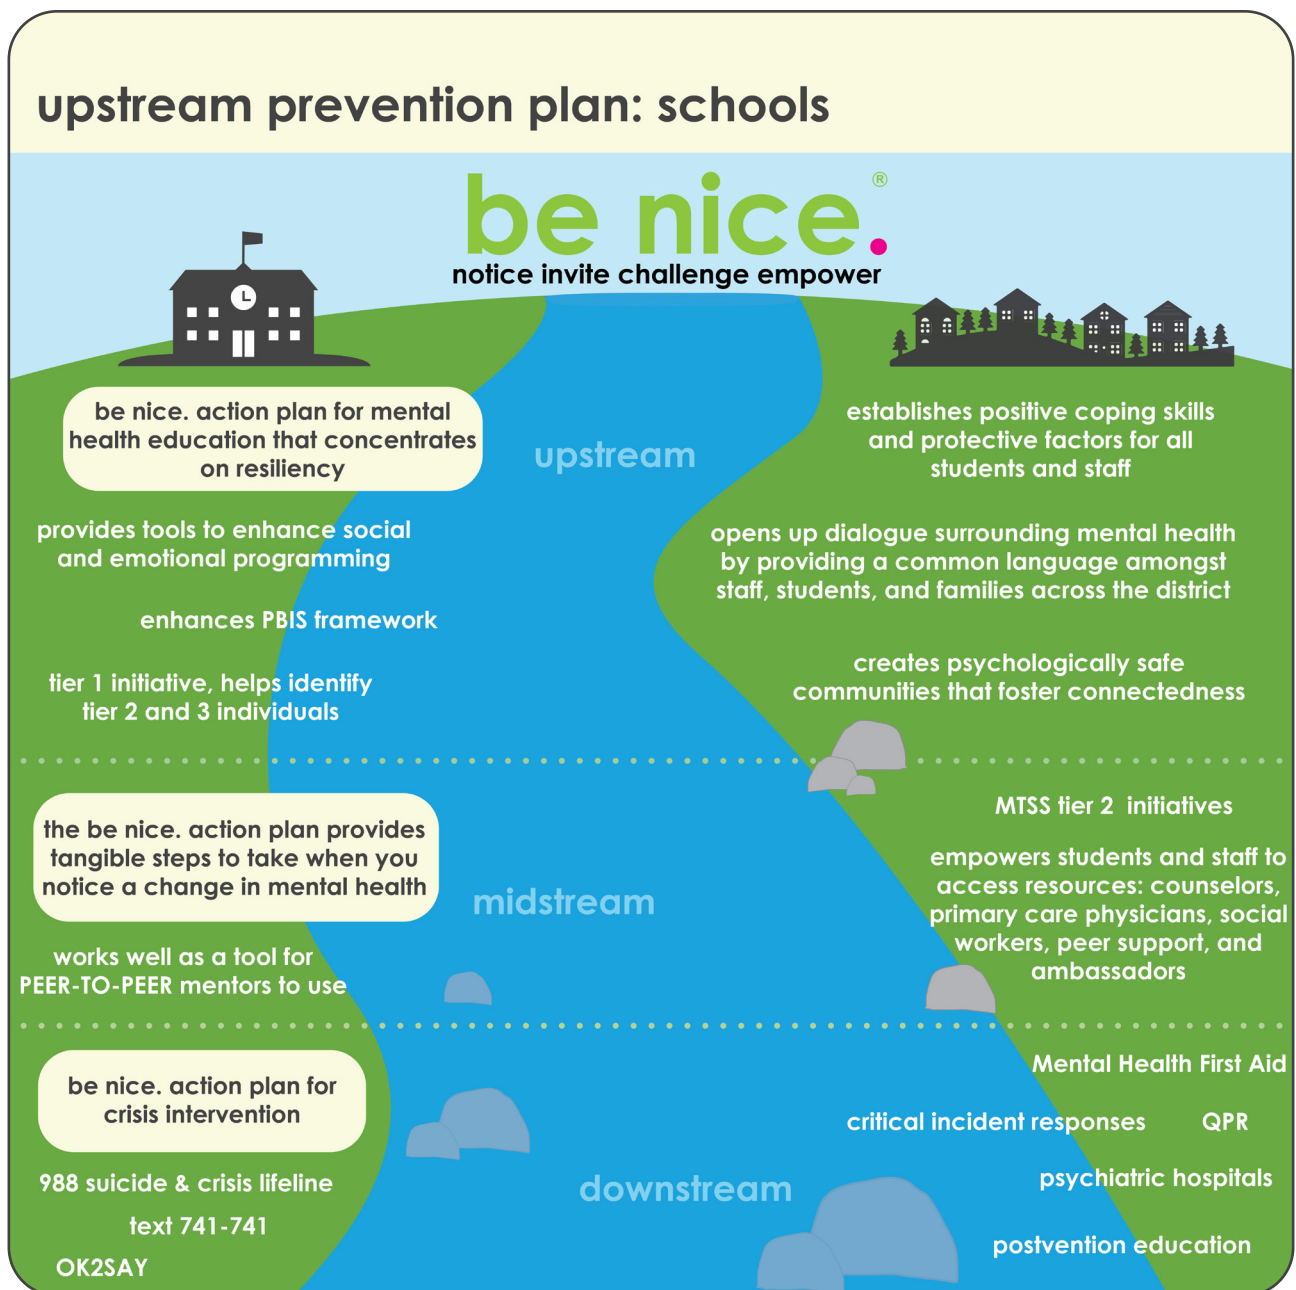 upstream prevention plan: schools
be nice.®
notice invite challenge empower
be nice. action plan for mental
health education that concentrates
on resiliency
provides tools to enhance social
and emotional programming
enhances PBIS framework
tier 1 initiative, helps identify
tier 2 and 3 individuals
upstream
establishes positive coping skills
and protective factors for all
students and staff
opens up dialogue surrounding mental health
by providing a common language amongst
staff, students, and families across the district
creates psychologically safe
communities that foster connectedness
the be nice. action plan provides
tangible steps to take when you
notice a change in mental health
works well as a tool for
PEER-TO-PEER mentors to use
midstream
MTSS tier 2 initiatives
empowers students and staff to
access resources: counselors,
primary care physicians, social
workers, peer support, and
ambassadors
be nice. action plan for
crisis intervention
988 suicide & crisis lifeline
text 741-741
OK2SAY
downstream
Mental Health First Aid
critical incident responses
QPR
psychiatric hospitals
postvention education